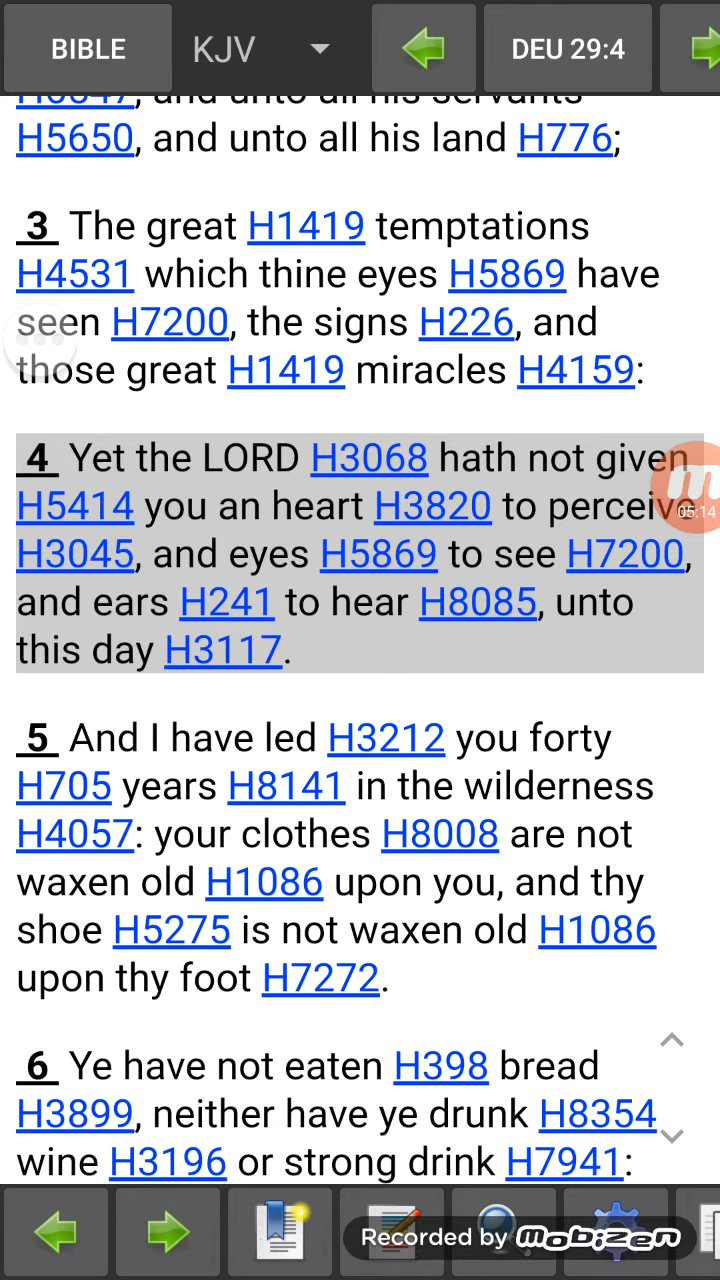 BIBLE KJV DEU 29:4
H5650, and unto all his land H776;
3 The great H1419 temptations
H4531 which thine eyes H5869 have
seen H7200, the signs H226, and
those great H1419 miracles H4159:
4 Yet the LORD H3068 hath not given
H5414 you an heart H3820 to perceive
H3045, and eyes H5869 to see H7200,
and ears H241 to hear H8085, unto
this day H3117.
05:14
5 And I have led H3212 you forty
H705 years H8141 in the wilderness
H4057: your clothes H8008 are not
waxen old H1086 upon you, and thy
shoe H5275 is not waxen old H1086
upon thy foot H7272.
6 Ye have not eaten H398 bread
H3899, neither have ye drunk H8354
wine H3196 or strong drink H7941:
Recorded by mobizen